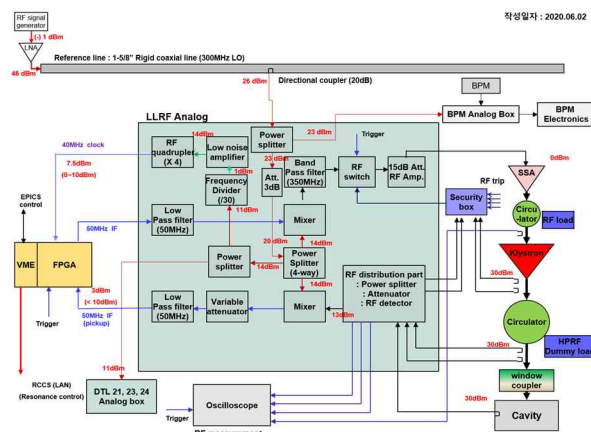 작성일자 : 2020.06.02
RF signal
generator
(-) 1 dBm
LNA
46 dBm
Reference line : 1-5/8" Rigid coaxial line (300MHz LO)
26 dBm
Directional coupler (20dB)
BPM
LLRF Analog
23 dBm
BPM Analog Box
BPM
Electronics
14dBm
Power
splitter
Trigger
40MHz clock
RF
quadrupler
(X 4)
Low noise
amplifier
23 dBm
Att.
3dB
Band
Pass filter
(350MHz)
RF
switch
15dB Att.
RF Amp.
0dBm
SSA
7.5dBm
(0~10dBm)
1dBm
Frequency
Divider
(/30)
11dBm
RF trip
Security
box
Circu
-lator
RF load
EPICS
control
50MHz IF
Low
Pass filter
(50MHz)
Mixer
20 dBm
14dBm
Klystron
VME
FPGA
Power
splitter
14dBm
Power
Splitter
(4-way)
RF distribution part
: Power splitter
: Attenuator
: RF detector
30dBm
3dBm
(< 10dBm)
14dBm
50MHz IF
(pickup)
Trigger
Low
Pass filter
(50MHz)
Variable
attenuator
Mixer
13dBm
Circulator
30dBm
HPRF
Dummy load
11dBm
window
coupler
RCCS (LAN)
(Resonance control)
DTL 21, 23, 24
Analog box
Trigger
Oscilloscope
30dBm
Cavity
RF measurement